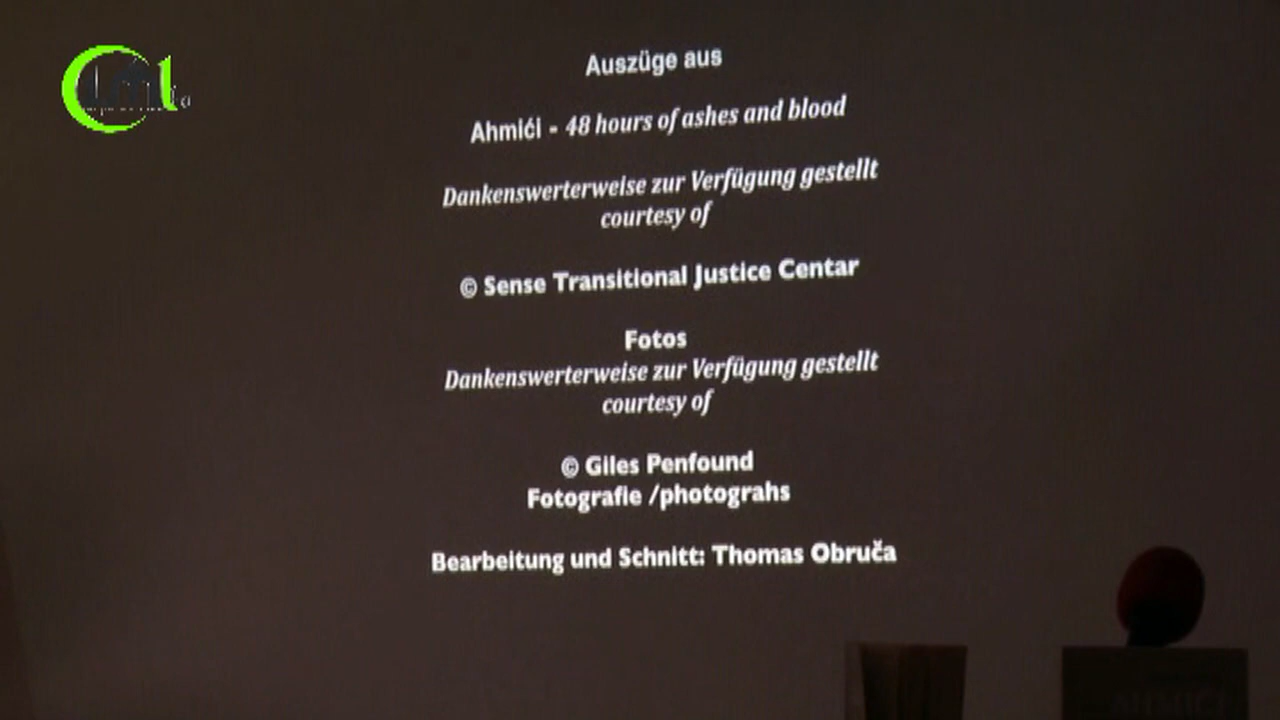 Auszüge aus
Ahmići - 48 hours of ashes and blood
Dankenswerterweise zur Verfügung gestellt
courtesy of
© Sense Transitional Justice Centar
Fotos
Dankenswerterweise zur Verfügung gestellt
courtesy of
© Giles Penfound
Fotografie /photograhs
Bearbeitung und Schnitt: Thomas Obruča